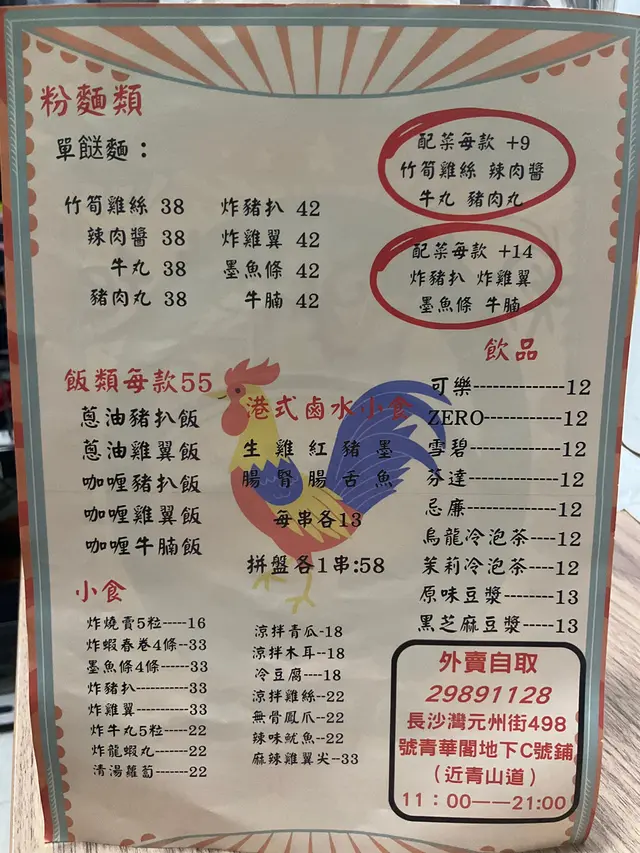 粉麵類
單餸麵：
竹筍雞絲 38 炸豬扒 42
辣肉醬 38 炸雞翼 42
牛丸 38 墨魚條 42
豬肉丸 38 牛腩 42
配菜每款 +9
竹筍雞絲 辣肉醬
牛丸 豬肉丸
配菜每款 +14
炸豬扒 炸雞翼
墨魚條 牛腩
飯類每款55
蔥油豬扒飯
蔥油雞翼飯
咖喱豬扒飯
咖喱雞翼飯
咖喱牛腩飯
港式鹵水小食
生 雞 紅 豬 墨
腸 腎 腸 舌 魚
每串各13
拼盤各1串:58
飲品
可樂--------------12
ZERO------------12
雪碧-------------12
芬達-------------12
忌廉-------------12
烏龍冷泡茶----12
茉莉冷泡茶----12
原味豆漿--------13
黑芝麻豆漿-----13
小食
炸燒賣5粒-----16
炸蝦春卷4條--33
墨魚條4條------33
炸豬扒-----------33
炸雞翼-----------33
炸牛丸5粒-----22
炸龍蝦丸-------22
清湯蘿蔔-------22
涼拌青瓜-18
涼拌木耳--18
冷豆腐----18
涼拌雞絲--22
無骨鳳爪--22
辣味魷魚--22
麻辣雞翼尖--33
外賣自取
29891128
長沙灣元州街498
號青華閣地下C號鋪
（近青山道）
11：00——21:00